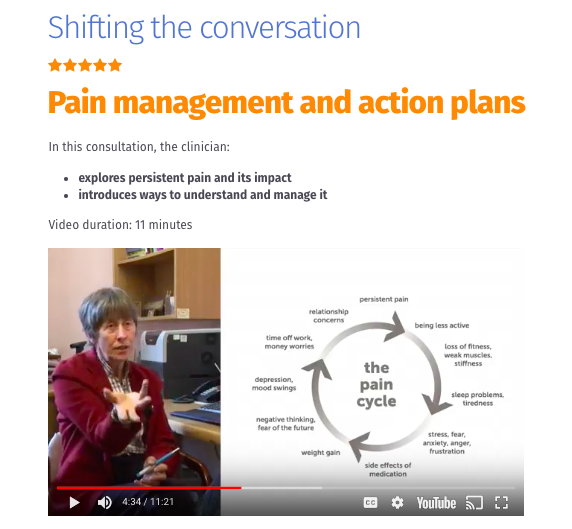 Shifting the conversation
Pain management and action plans
In this consultation, the clinician:
• explores persistent pain and its impact
• introduces ways to understand and manage it
Video duration: 11 minutes
persistent pain
being less active
loss of fitness,
weak muscles,
stiffness
sleep problems,
tiredness
stress, fear,
anxiety, anger,
frustration
side effects of
medication
weight gain
negative thinking,
fear of the future
depression,
mood swings
time off work,
money worries
relationship
concerns
the
pain
cycle
4:34 / 11:21
CC
YouTube